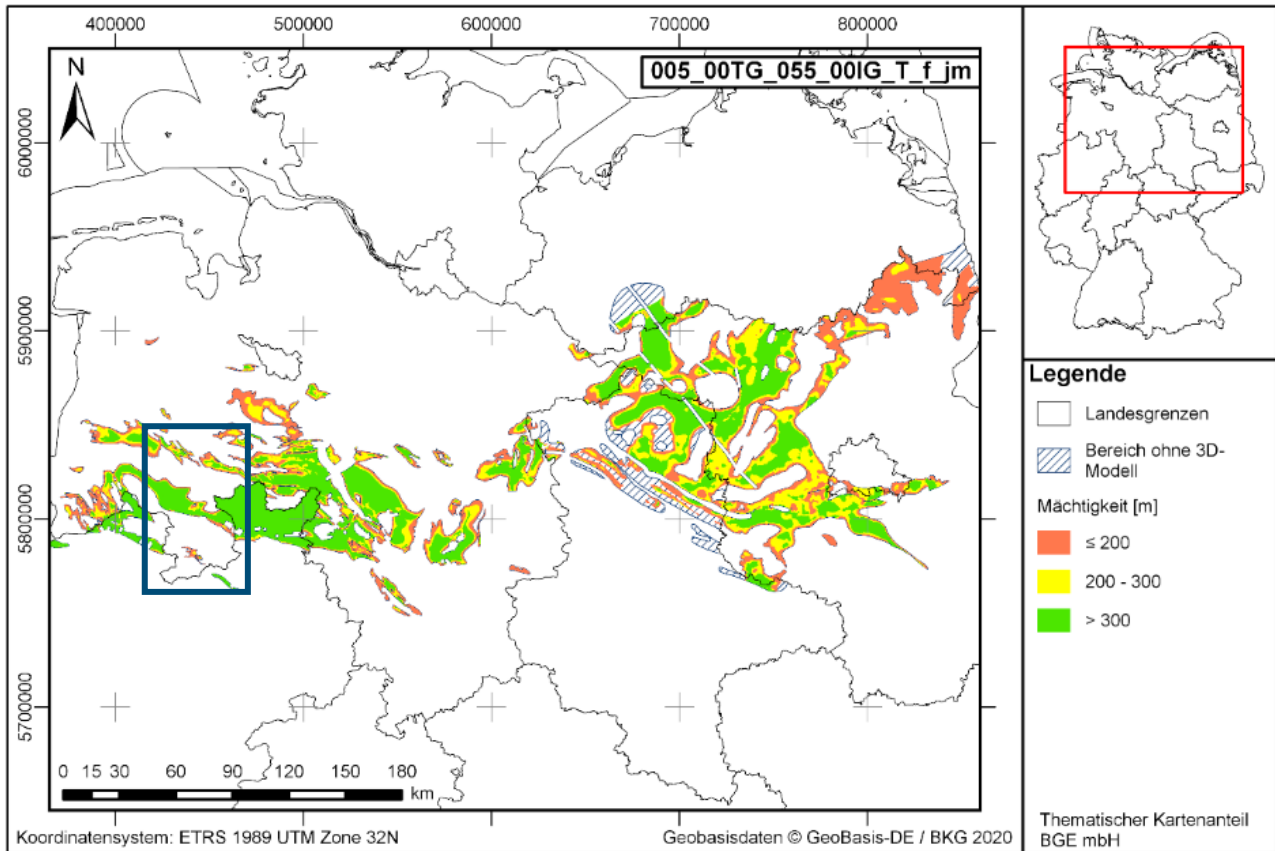 400000 500000 600000 700000 800000
005_00TG_055_00IG_T_f_jm
N
6000000
5900000
5800000
5700000
0 15 30 60 90 120 150 180
km
Koordinatensystem: ETRS 1989 UTM Zone 32N
Geobasisdaten © GeoBasis-DE / BKG 2020
Legende
Landesgrenzen
Bereich ohne 3D-
Modell
Mächtigkeit [m]
≤ 200
200 - 300
> 300
Thematischer Kartenanteil
BGE mbH